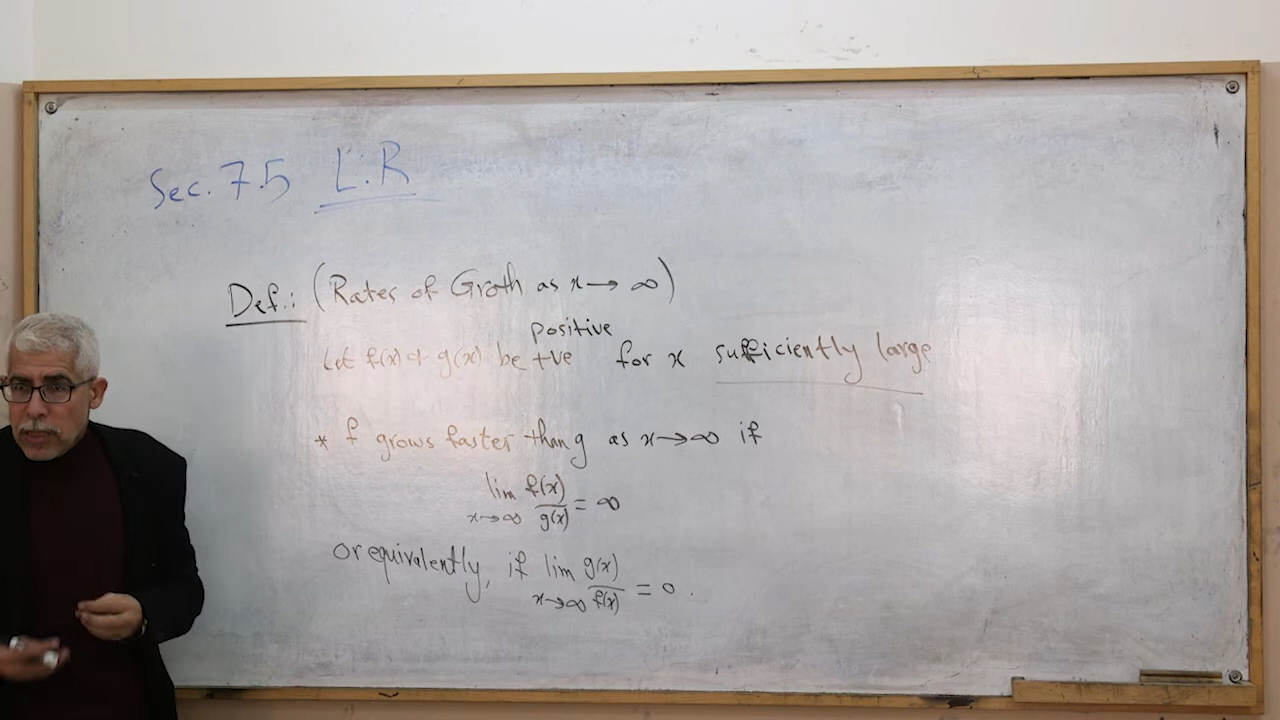 Sec. 7.5 L'.R
Def.: (Rates of Groth as x→∞)
positive
Let f(x) & g(x) be +ve for x sufficiently large
* f grows faster than g as x→∞ if
lim f(x)/g(x) = ∞
x→∞
or equivalently, if lim g(x)/f(x) = 0.
x→∞